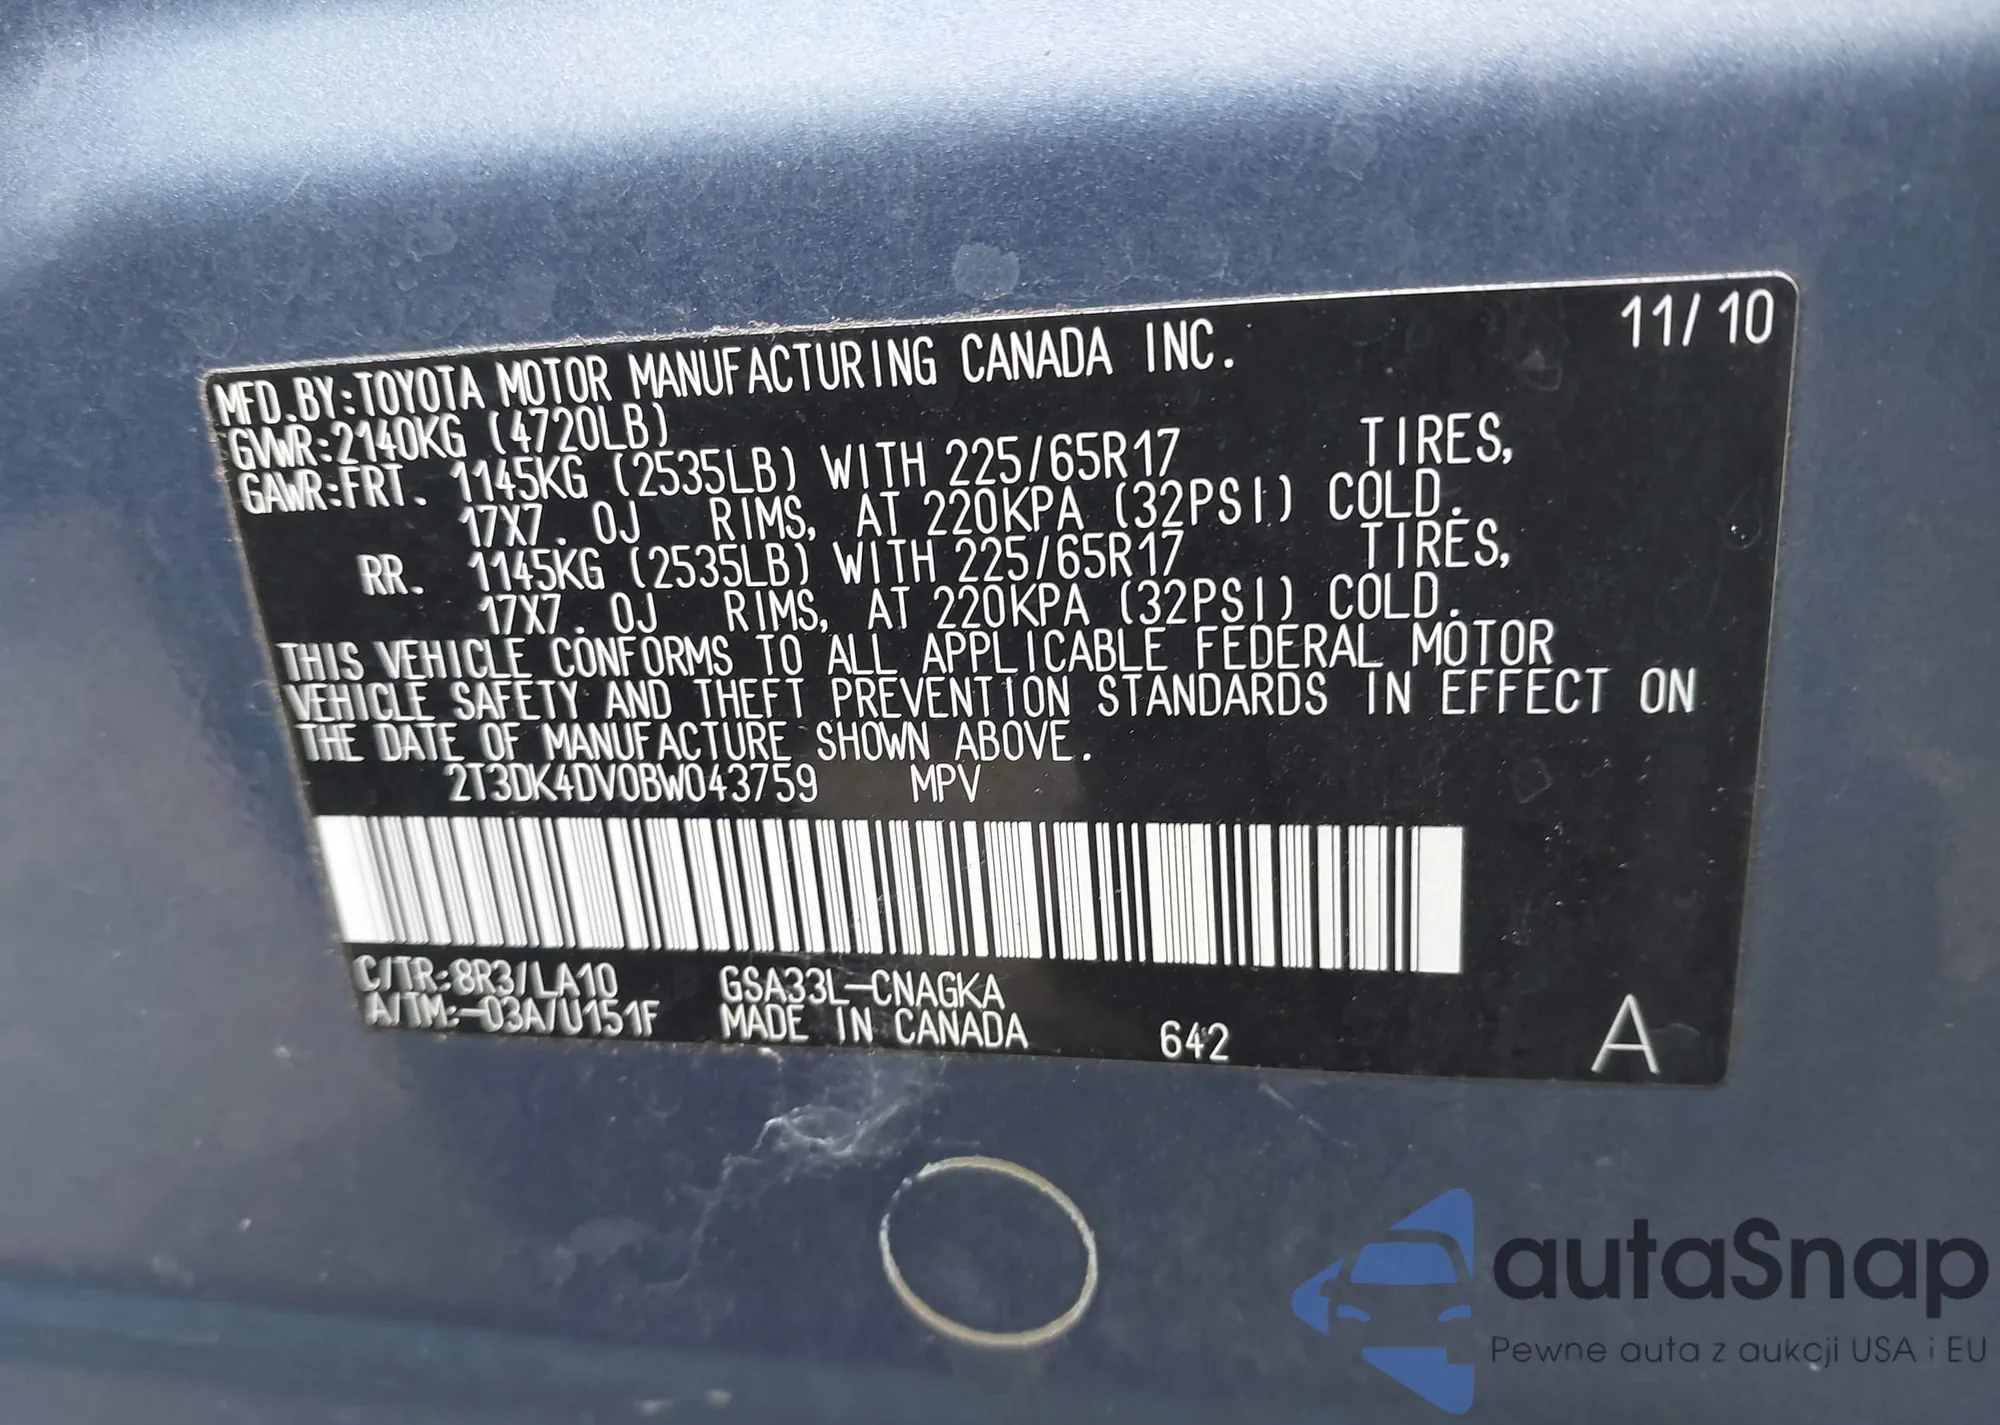 11/10
MFD.BY:TOYOTA MOTOR MANUFACTURING CANADA INC.
GVWR:2140KG (4720LB)
GAWR:FRT. 1145KG (2535LB) WITH 225/65R17 TIRES,
17X7.0J RIMS, AT 220KPA (32PSI) COLD.
RR. 1145KG (2535LB) WITH 225/65R17 TIRES,
17X7.0J RIMS, AT 220KPA (32PSI) COLD.
THIS VEHICLE CONFORMS TO ALL APPLICABLE FEDERAL MOTOR
VEHICLE SAFETY AND THEFT PREVENTION STANDARDS IN EFFECT ON
THE DATE OF MANUFACTURE SHOWN ABOVE.
2T3DK4DV0BW043759 MPV
C/TR:8R3/LA10 GSA33L-CNAGKA
A/TM:-03A/U151F MADE IN CANADA 642 A
autaSnap
Pewne auta z aukcji USA i EU